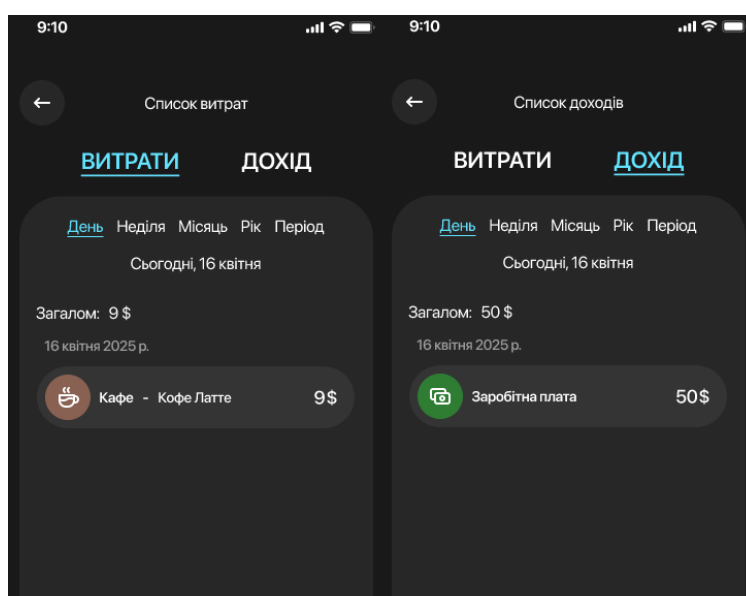 9:10
Список витрат
ВИТРАТИ ДОХІД
День Неділя Місяць Рік Період
Сьогодні, 16 квітня
Загалом: 9 $
16 квітня 2025 р.
Кафе - Кофе Латте 9$
9:10
Список доходів
ВИТРАТИ ДОХІД
День Неділя Місяць Рік Період
Сьогодні, 16 квітня
Загалом: 50 $
16 квітня 2025 р.
Заробітна плата 50$